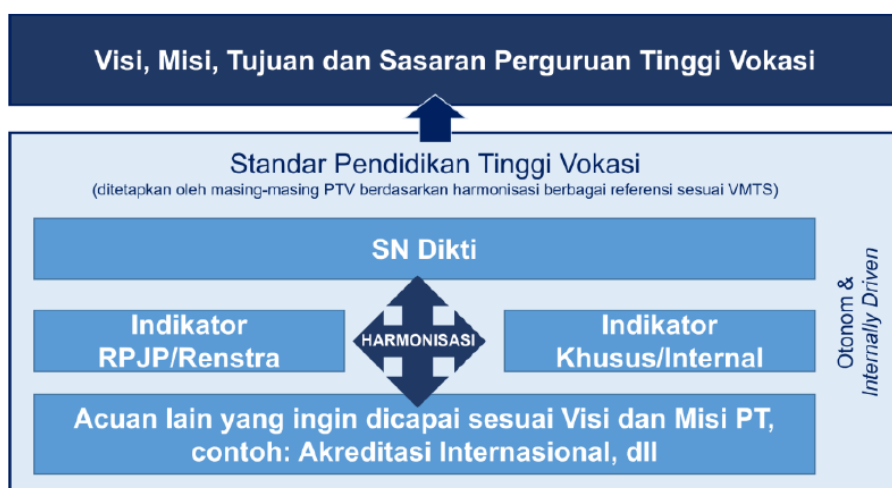 Visi, Misi, Tujuan dan Sasaran Perguruan Tinggi Vokasi
Standar Pendidikan Tinggi Vokasi
(ditetapkan oleh masing-masing PTV berdasarkan harmonisasi berbagai referensi sesuai VMTS)
SN Dikti
Indikator
RPJP/Renstra
HARMONISASI
Indikator
Khusus/Internal
Acuan lain yang ingin dicapai sesuai Visi dan Misi PT,
contoh: Akreditasi Internasional, dll
Otonom &
Internally Driven